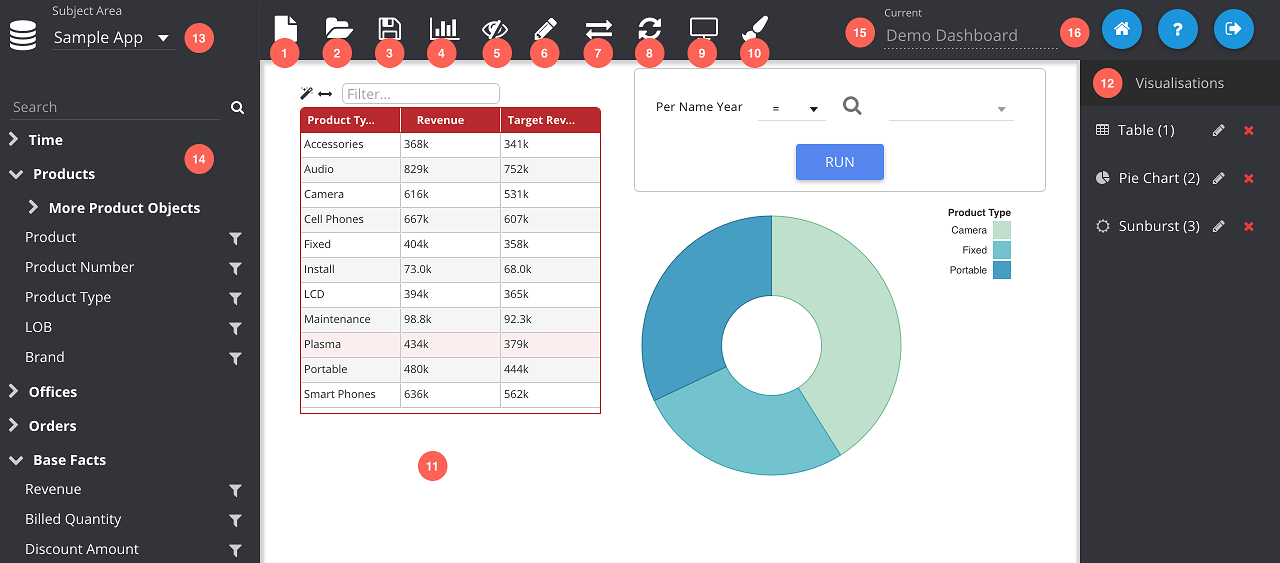 Subject Area
Sample App
13
1
2
3
4
5
6
7
8
9
10
Current
15
Demo Dashboard
16
?
Search
Time
14
Products
More Product Objects
Product
Product Number
Product Type
LOB
Brand
Offices
Orders
Base Facts
Revenue
Billed Quantity
Discount Amount
Filter...
Product Ty... Revenue Target Rev...
Accessories 368k 341k
Audio 829k 752k
Camera 616k 531k
Cell Phones 667k 607k
Fixed 404k 358k
Install 73.0k 68.0k
LCD 394k 365k
Maintenance 98.8k 92.3k
Plasma 434k 379k
Portable 480k 444k
Smart Phones 636k 562k
11
Per Name Year =
RUN
Product Type
Camera
Fixed
Portable
12 Visualisations
Table (1)
Pie Chart (2)
Sunburst (3)